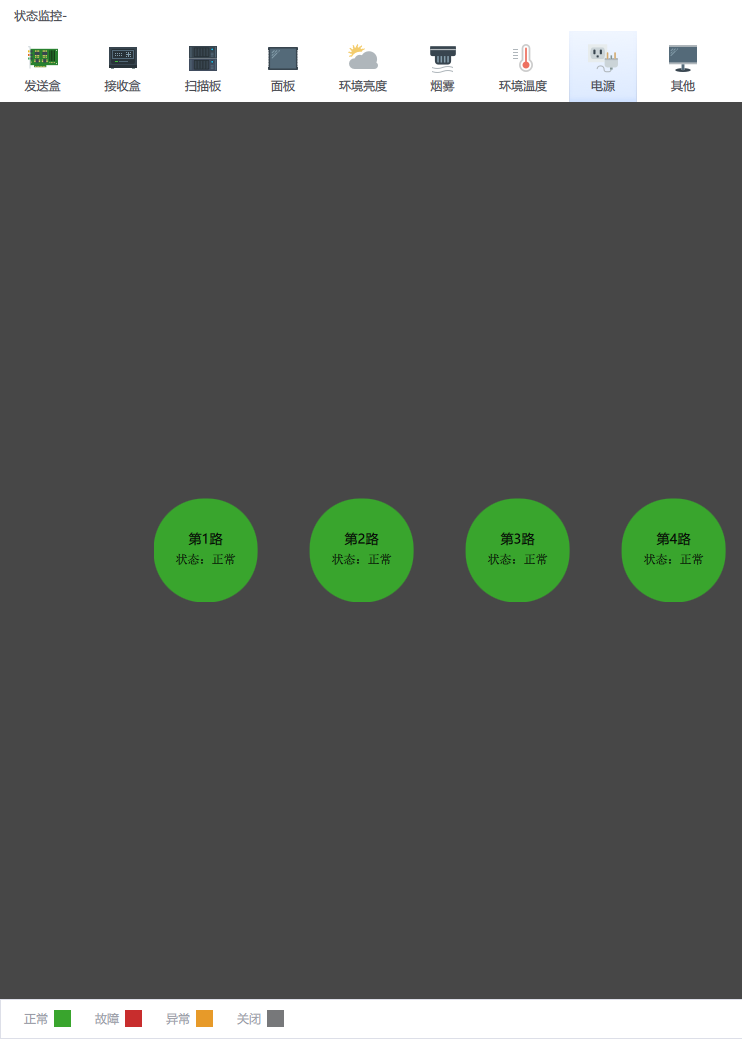 状态监控-
发送盒 接收盒 扫描板 面板 环境亮度 烟雾 环境温度 电源 其他
第1路 第2路 第3路 第4路
状态：正常 状态：正常 状态：正常 状态：正常
正常 故障 异常 关闭